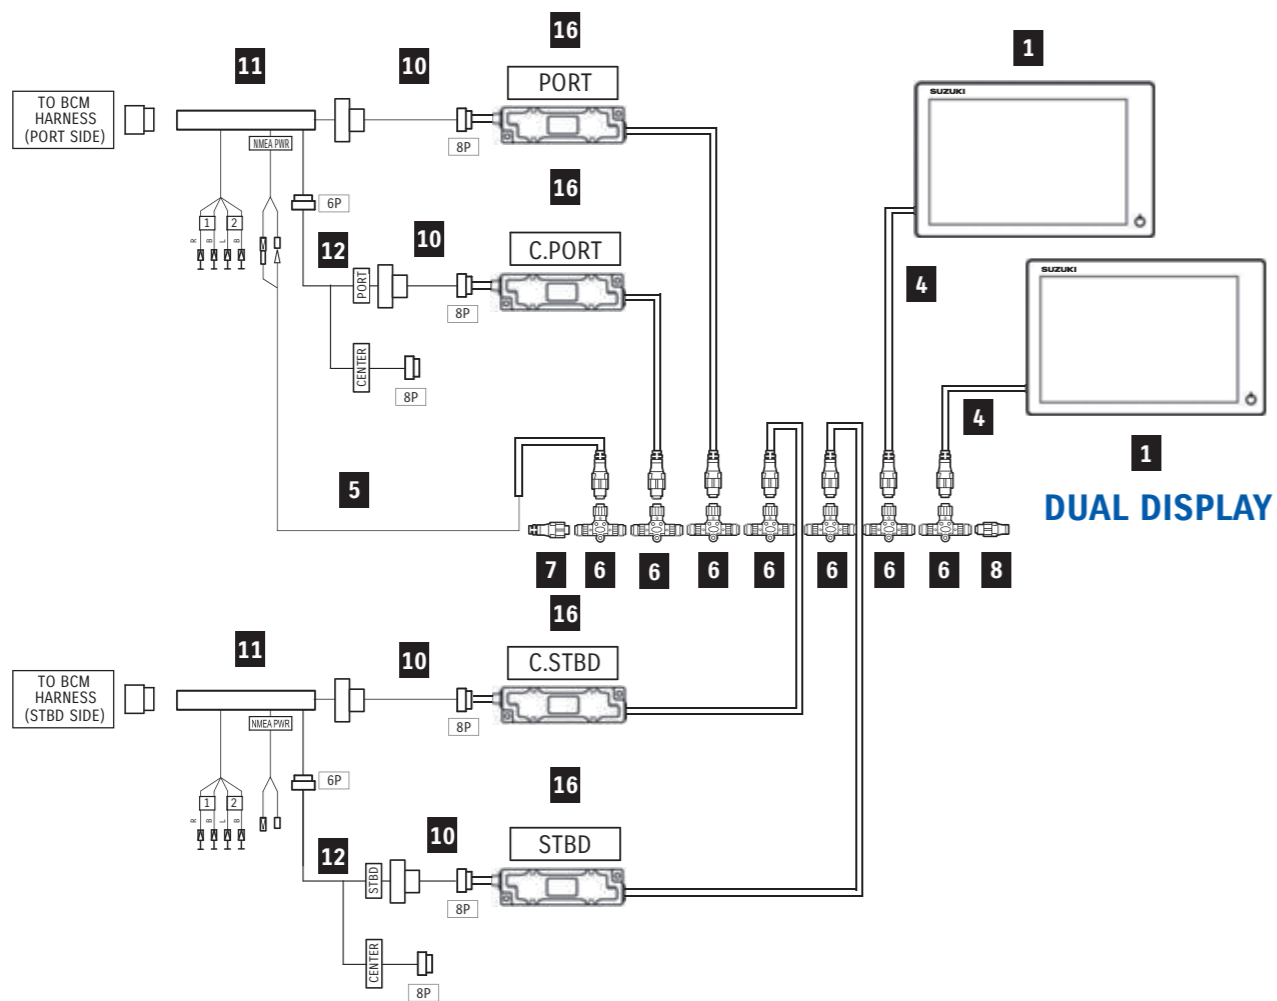 16
1
11
10
PORT
SUZUKI
TO BCM
HARNESS
(PORT SIDE)
NMEA PWR
8P
16
6P
1
2
R
B
L
B
12
10
C.PORT
PORT
8P
SUZUKI
4
CENTER
8P
4
1
5
DUAL DISPLAY
7
6
6
6
6
6
6
6
8
16
11
10
C.STBD
TO BCM
HARNESS
(STBD SIDE)
NMEA PWR
8P
16
6P
1
2
R
B
L
B
12
10
STBD
STBD
8P
CENTER
8P